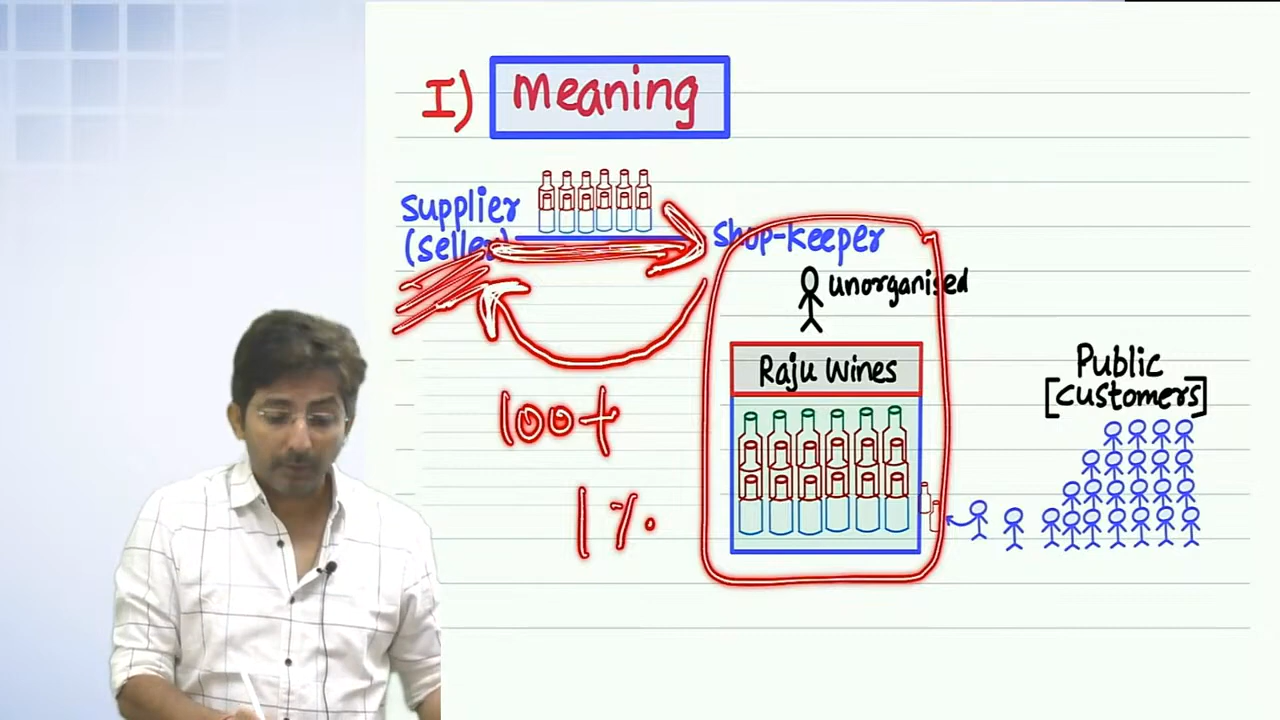 I) Meaning
Supplier
(seller)
Shop-keeper
unorganised
Raju Wines
Public
[customers]
100+
1%